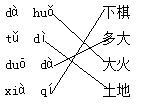 dà huǒ 下棋
tǔ dì 多大
duō dà 大火
xià qí 土地